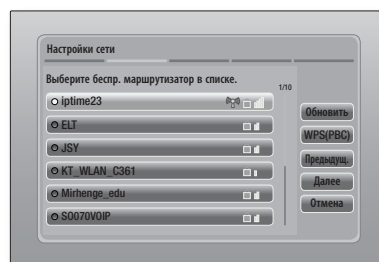 Настройки сети
Выберите беспр. маршрутизатор в списке.
1/10
iptime23
ELT
JSY
KT_WLAN_C361
Mirhenge_edu
SO070VOIP
Обновить
WPS(PBC)
Предыдущ.
Далее
Отмена